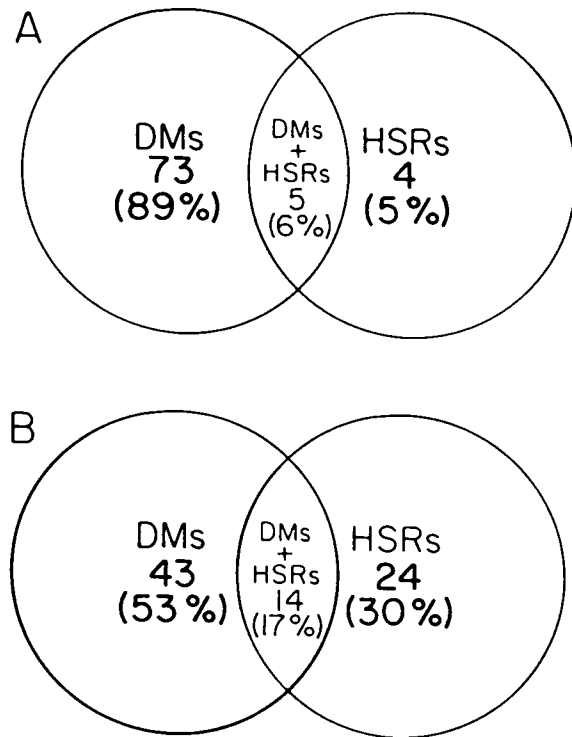 A
DMs
73
(89%)
DMs
+
HSRs
5
(6%)
HSRs
4
(5%)
B
DMs
43
(53%)
DMs
+
HSRs
14
(17%)
HSRs
24
(30%)